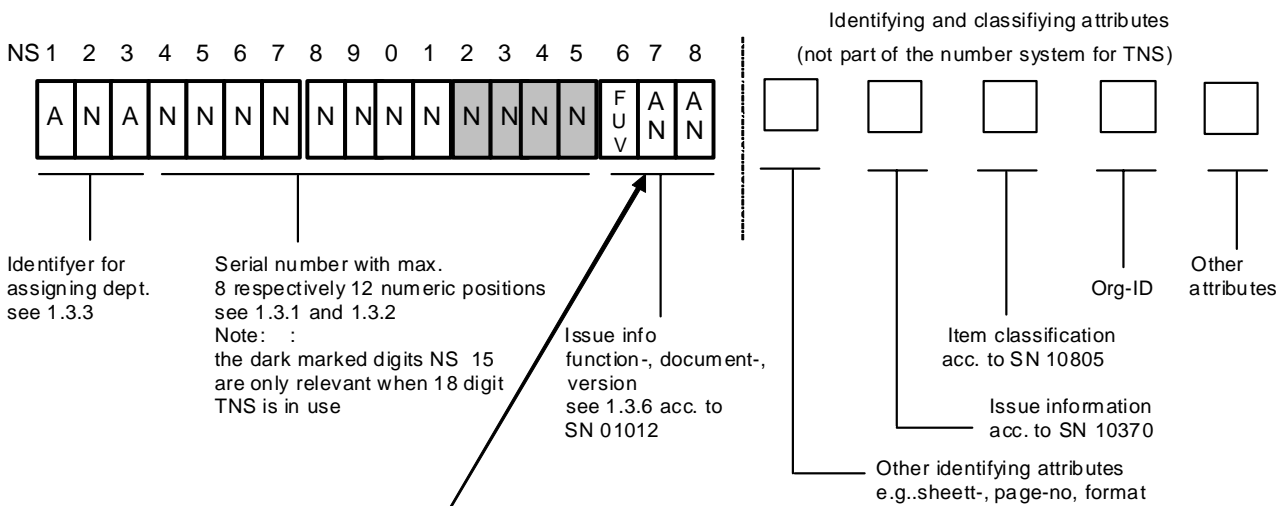 Identifying and classifiying attributes
(not part of the number system for TNS)
NS 1 2 3 4 5 6 7 8 9 0 1 2 3 4 5 6 7 8
A N A N N N N N N N N N N N N FUV AN AN
Identifyer for
assigning dept.
see 1.3.3
Serial number with max.
8 respectively 12 numeric positions
see 1.3.1 and 1.3.2
Note: :
the dark marked digits NS 15
are only relevant when 18 digit
TNS is in use
Issue info
function-, document-,
version
see 1.3.6 acc. to
SN 01012
Other
attributes
Org-ID
Item classification
acc. to SN 10805
Issue information
acc. to SN 10370
Other identifying attributes
e.g..sheett-, page-no, format